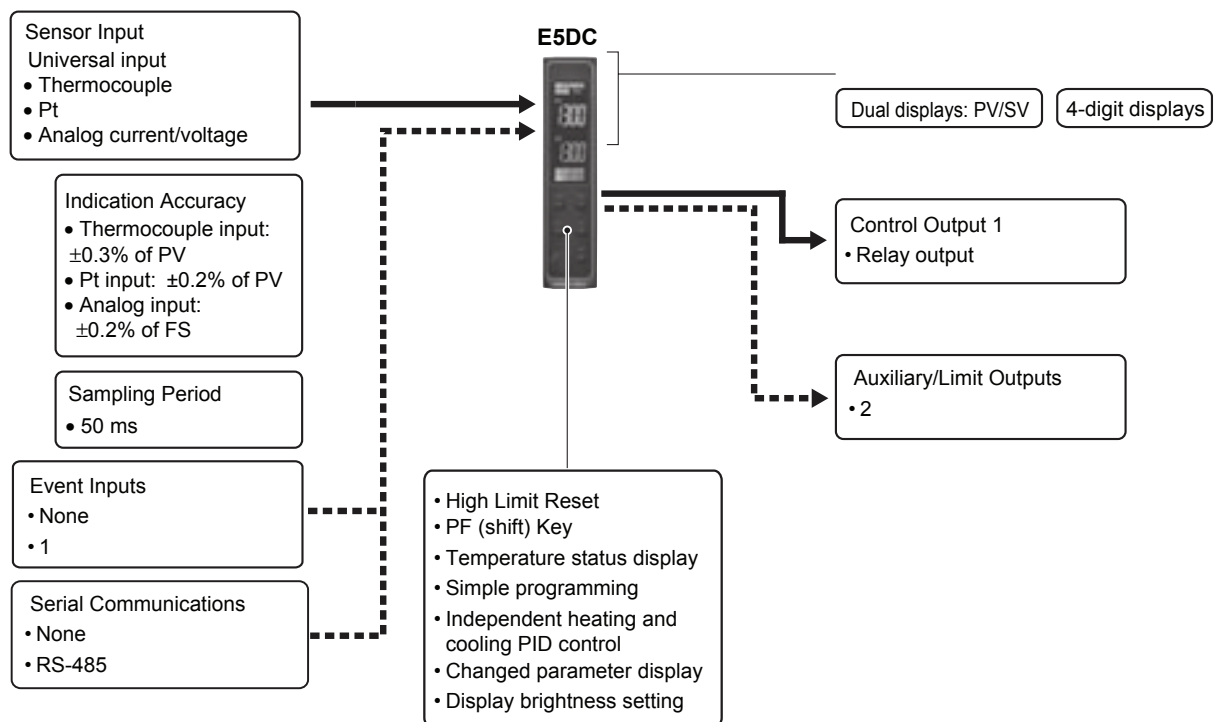 Sensor Input
Universal input
• Thermocouple
• Pt
• Analog current/voltage
Indication Accuracy
• Thermocouple input:
±0.3% of PV
• Pt input: ±0.2% of PV
• Analog input:
±0.2% of FS
Sampling Period
• 50 ms
Event Inputs
• None
• 1
Serial Communications
• None
• RS-485
E5DC
1300
1300
• High Limit Reset
• PF (shift) Key
• Temperature status display
• Simple programming
• Independent heating and
cooling PID control
• Changed parameter display
• Display brightness setting
Dual displays: PV/SV
4-digit displays
Control Output 1
• Relay output
Auxiliary/Limit Outputs
• 2